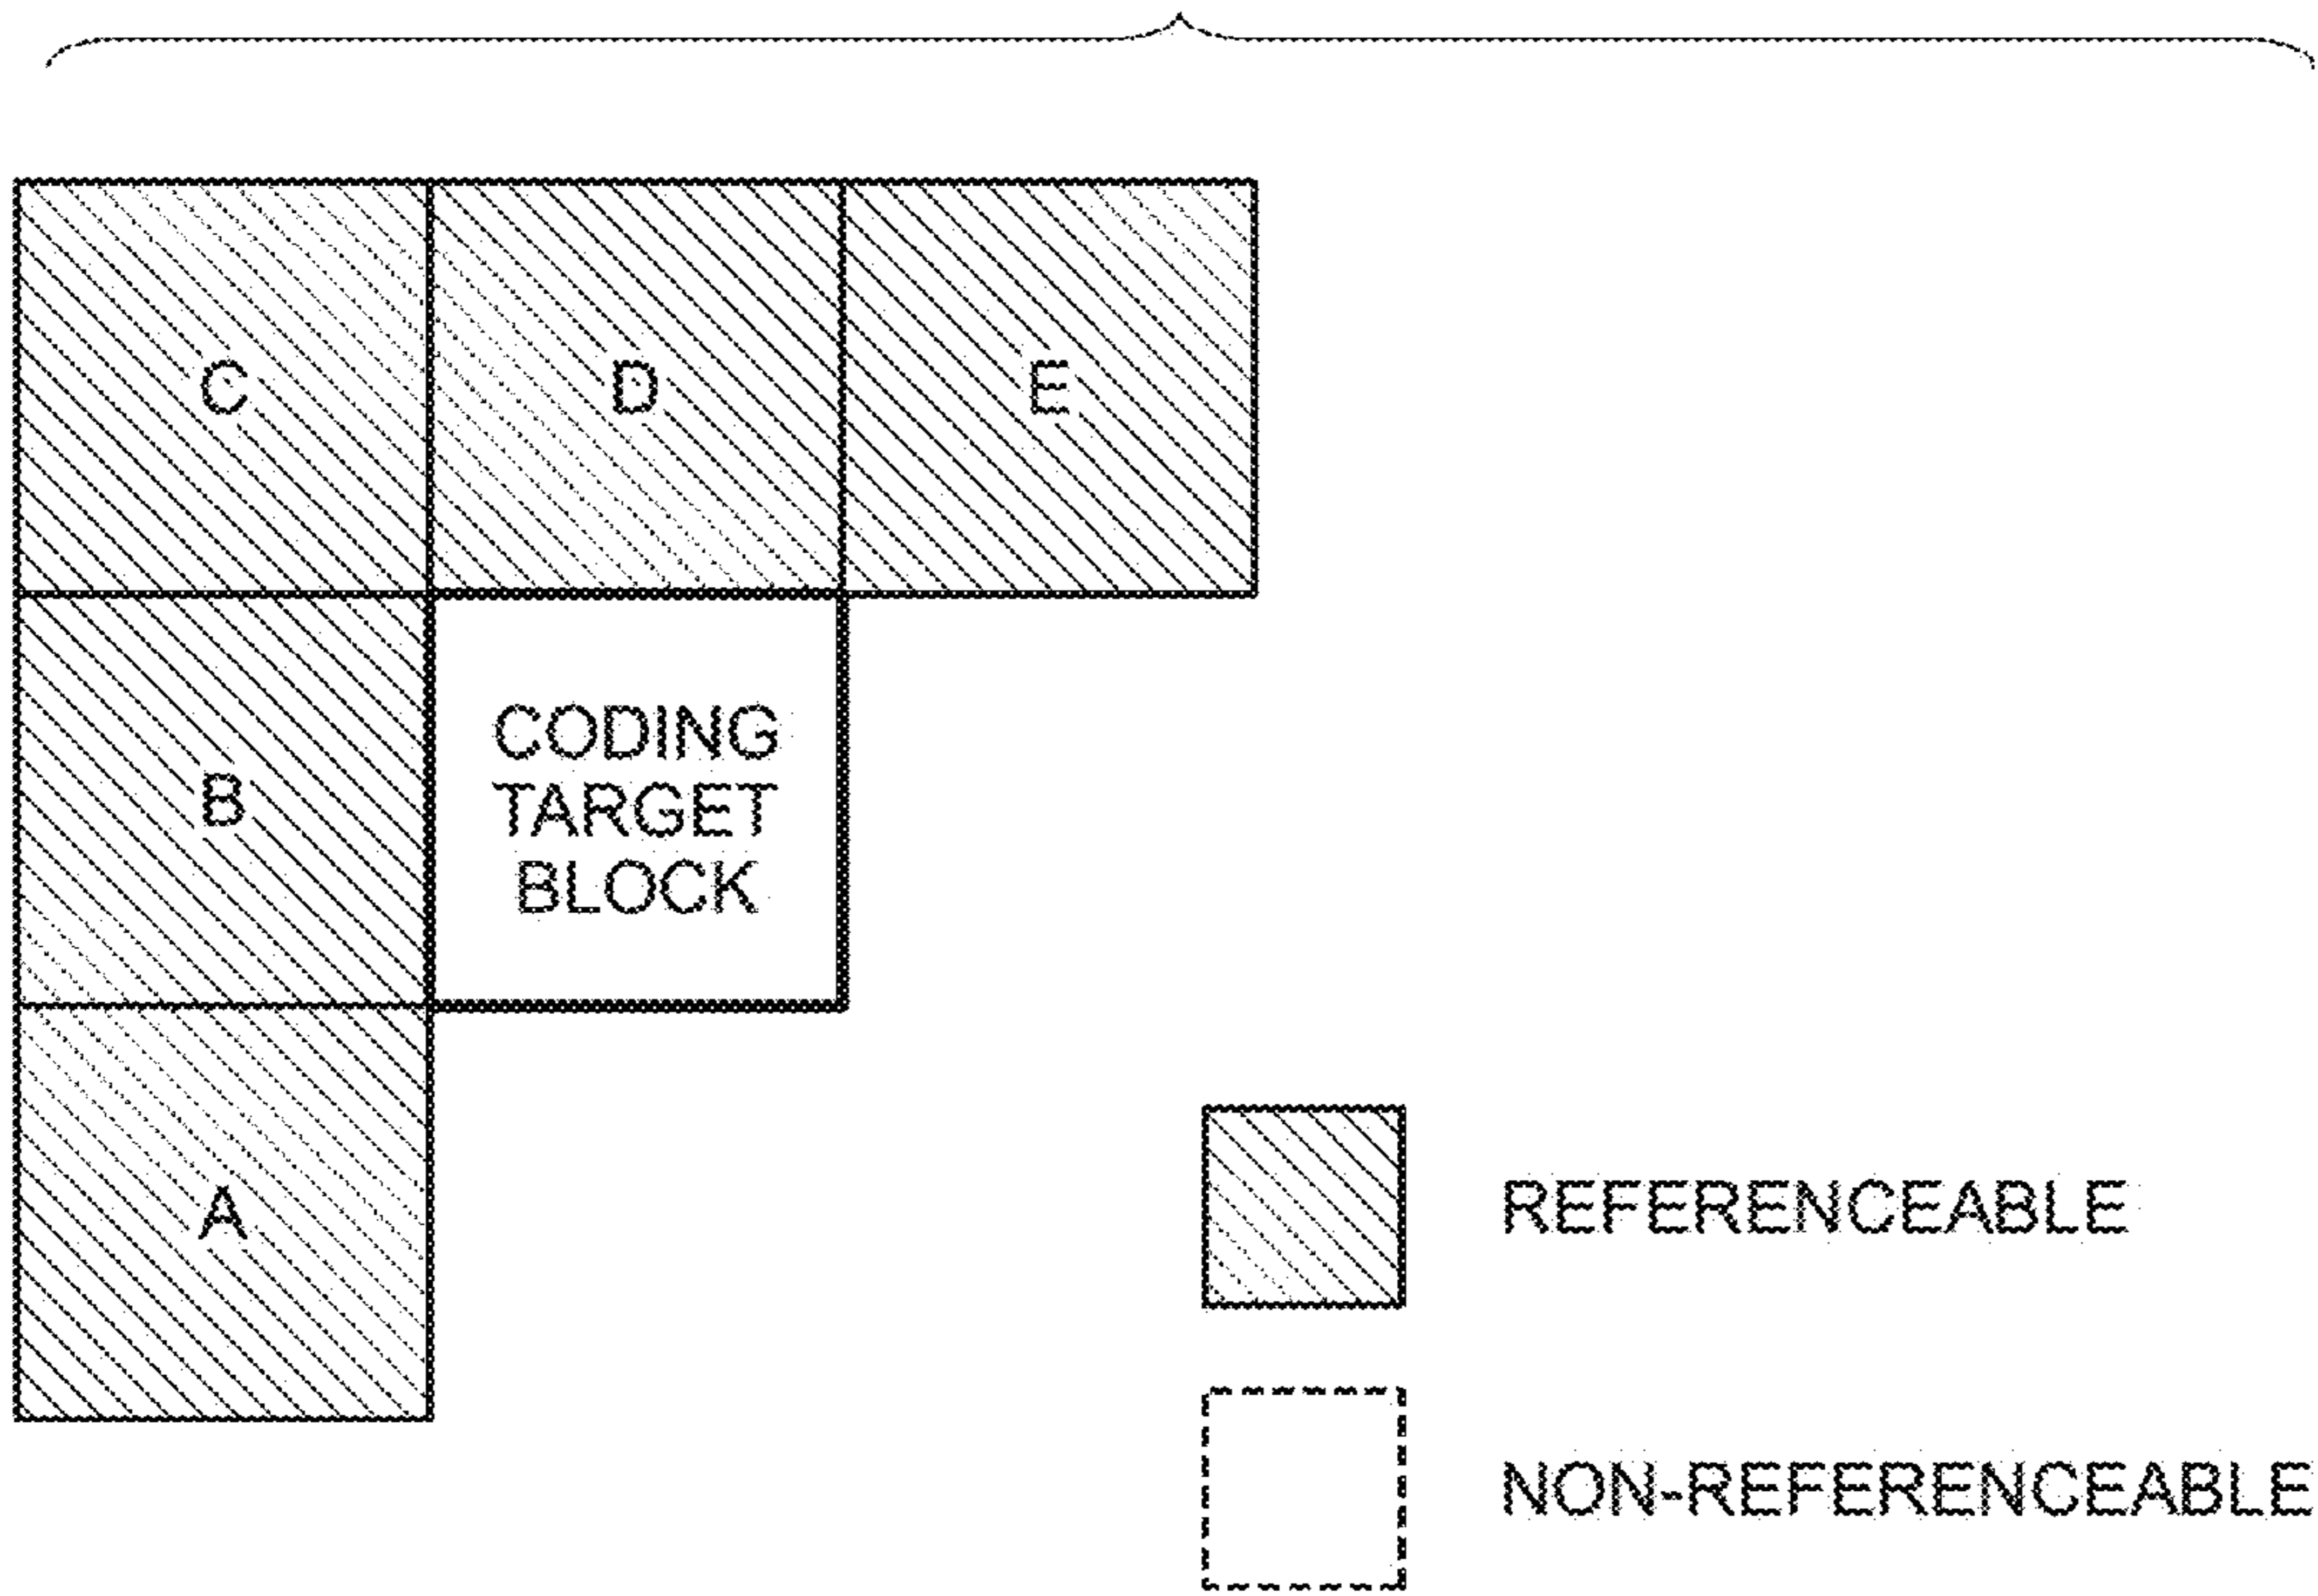 C
D
E
B
CODING
TARGET
BLOCK
A
REFERENCEABLE
NON-REFERENCEABLE